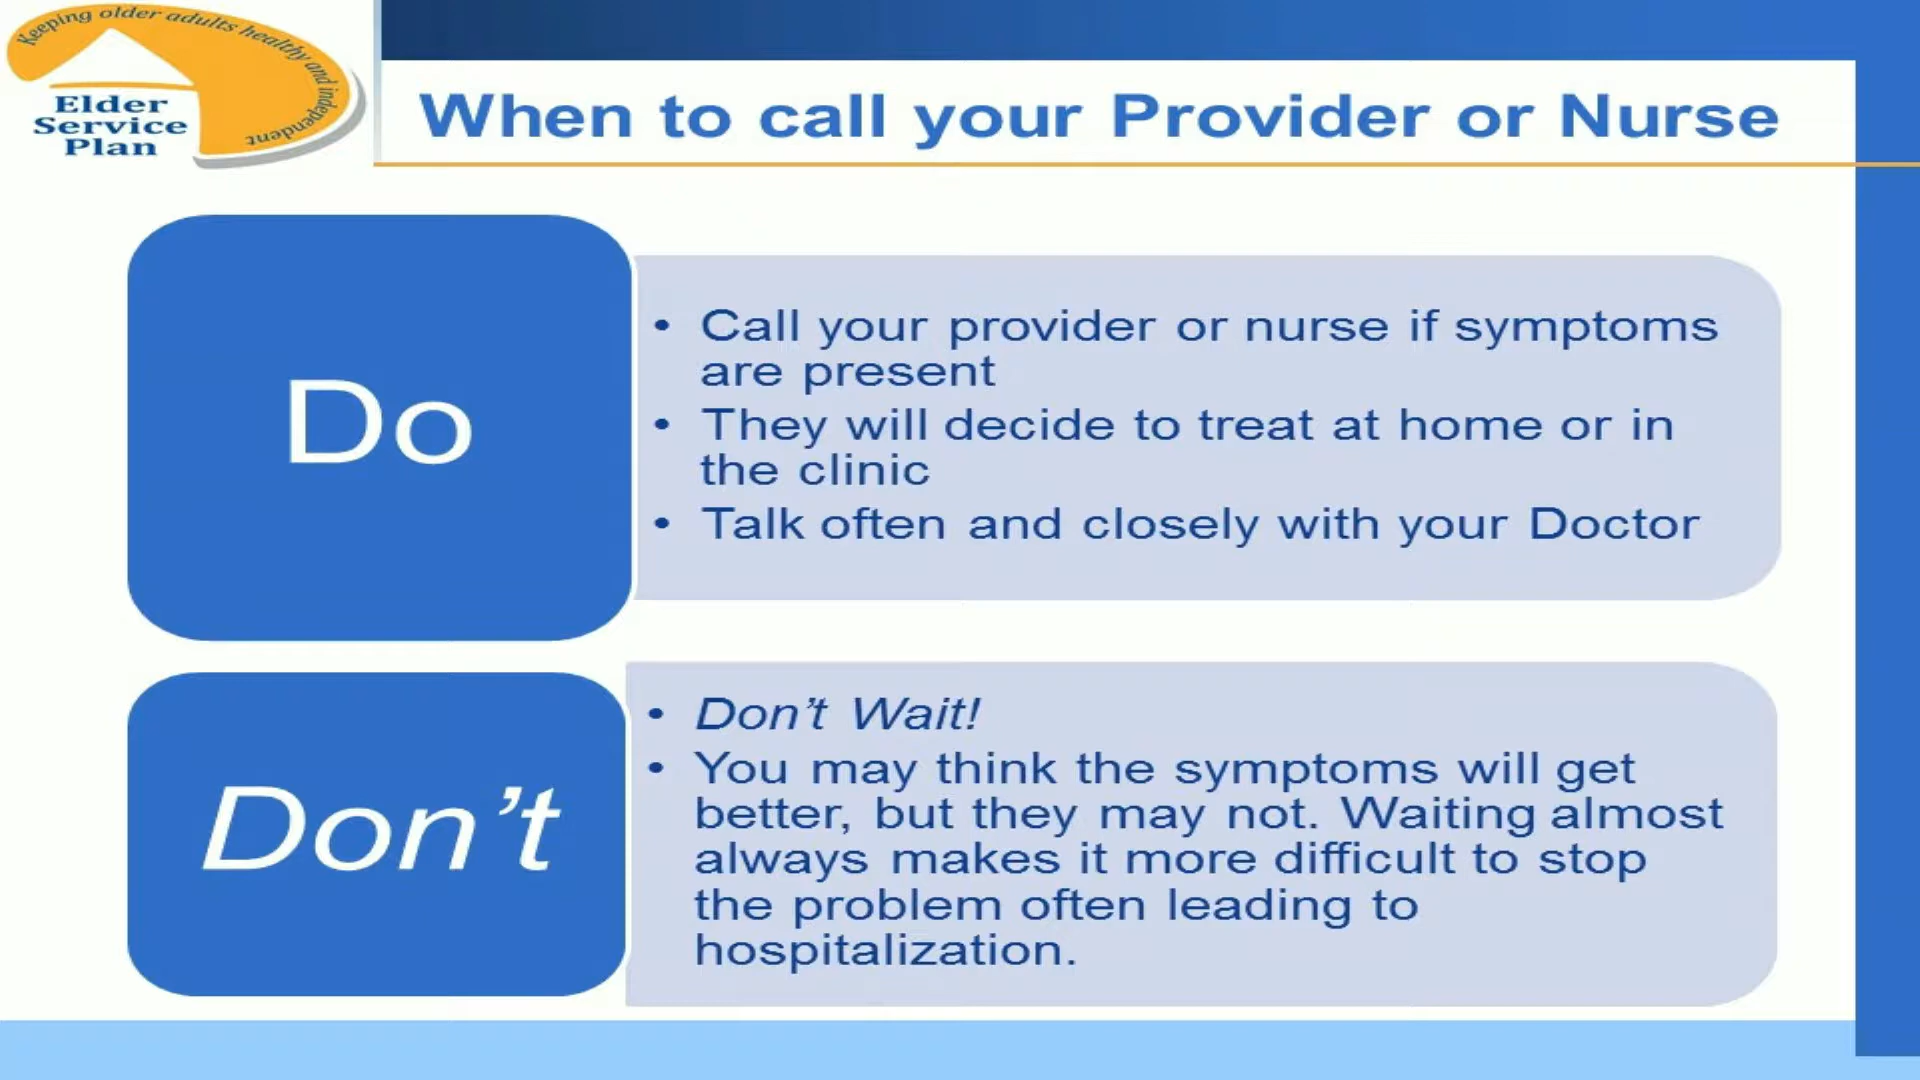 Keeping older adults healthy and independent
Elder
Service
Plan
When to call your Provider or Nurse
Do
• Call your provider or nurse if symptoms
are present
• They will decide to treat at home or in
the clinic
• Talk often and closely with your Doctor
Don't
• Don't Wait!
• You may think the symptoms will get
better, but they may not. Waiting almost
always makes it more difficult to stop
the problem often leading to
hospitalization.